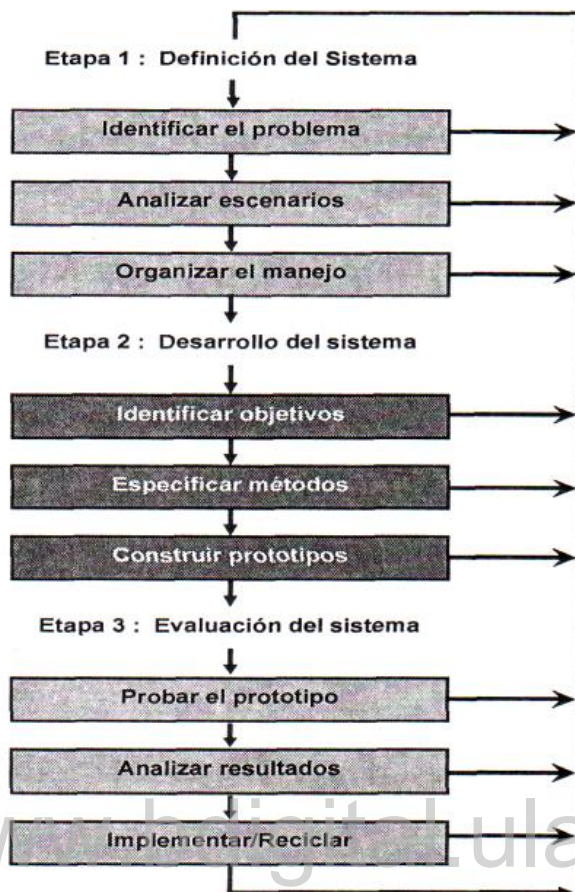 Etapa 1 : Definición del Sistema
Identificar el problema
Analizar escenarios
Organizar el manejo
Etapa 2 : Desarrollo del sistema
Identificar objetivos
Específicar métodos
Construir prototipos
Etapa 3 : Evaluación del sistema
Probar el prototipo
Analizar resultados
Implementar/Reciclar
www.bdigital.ula